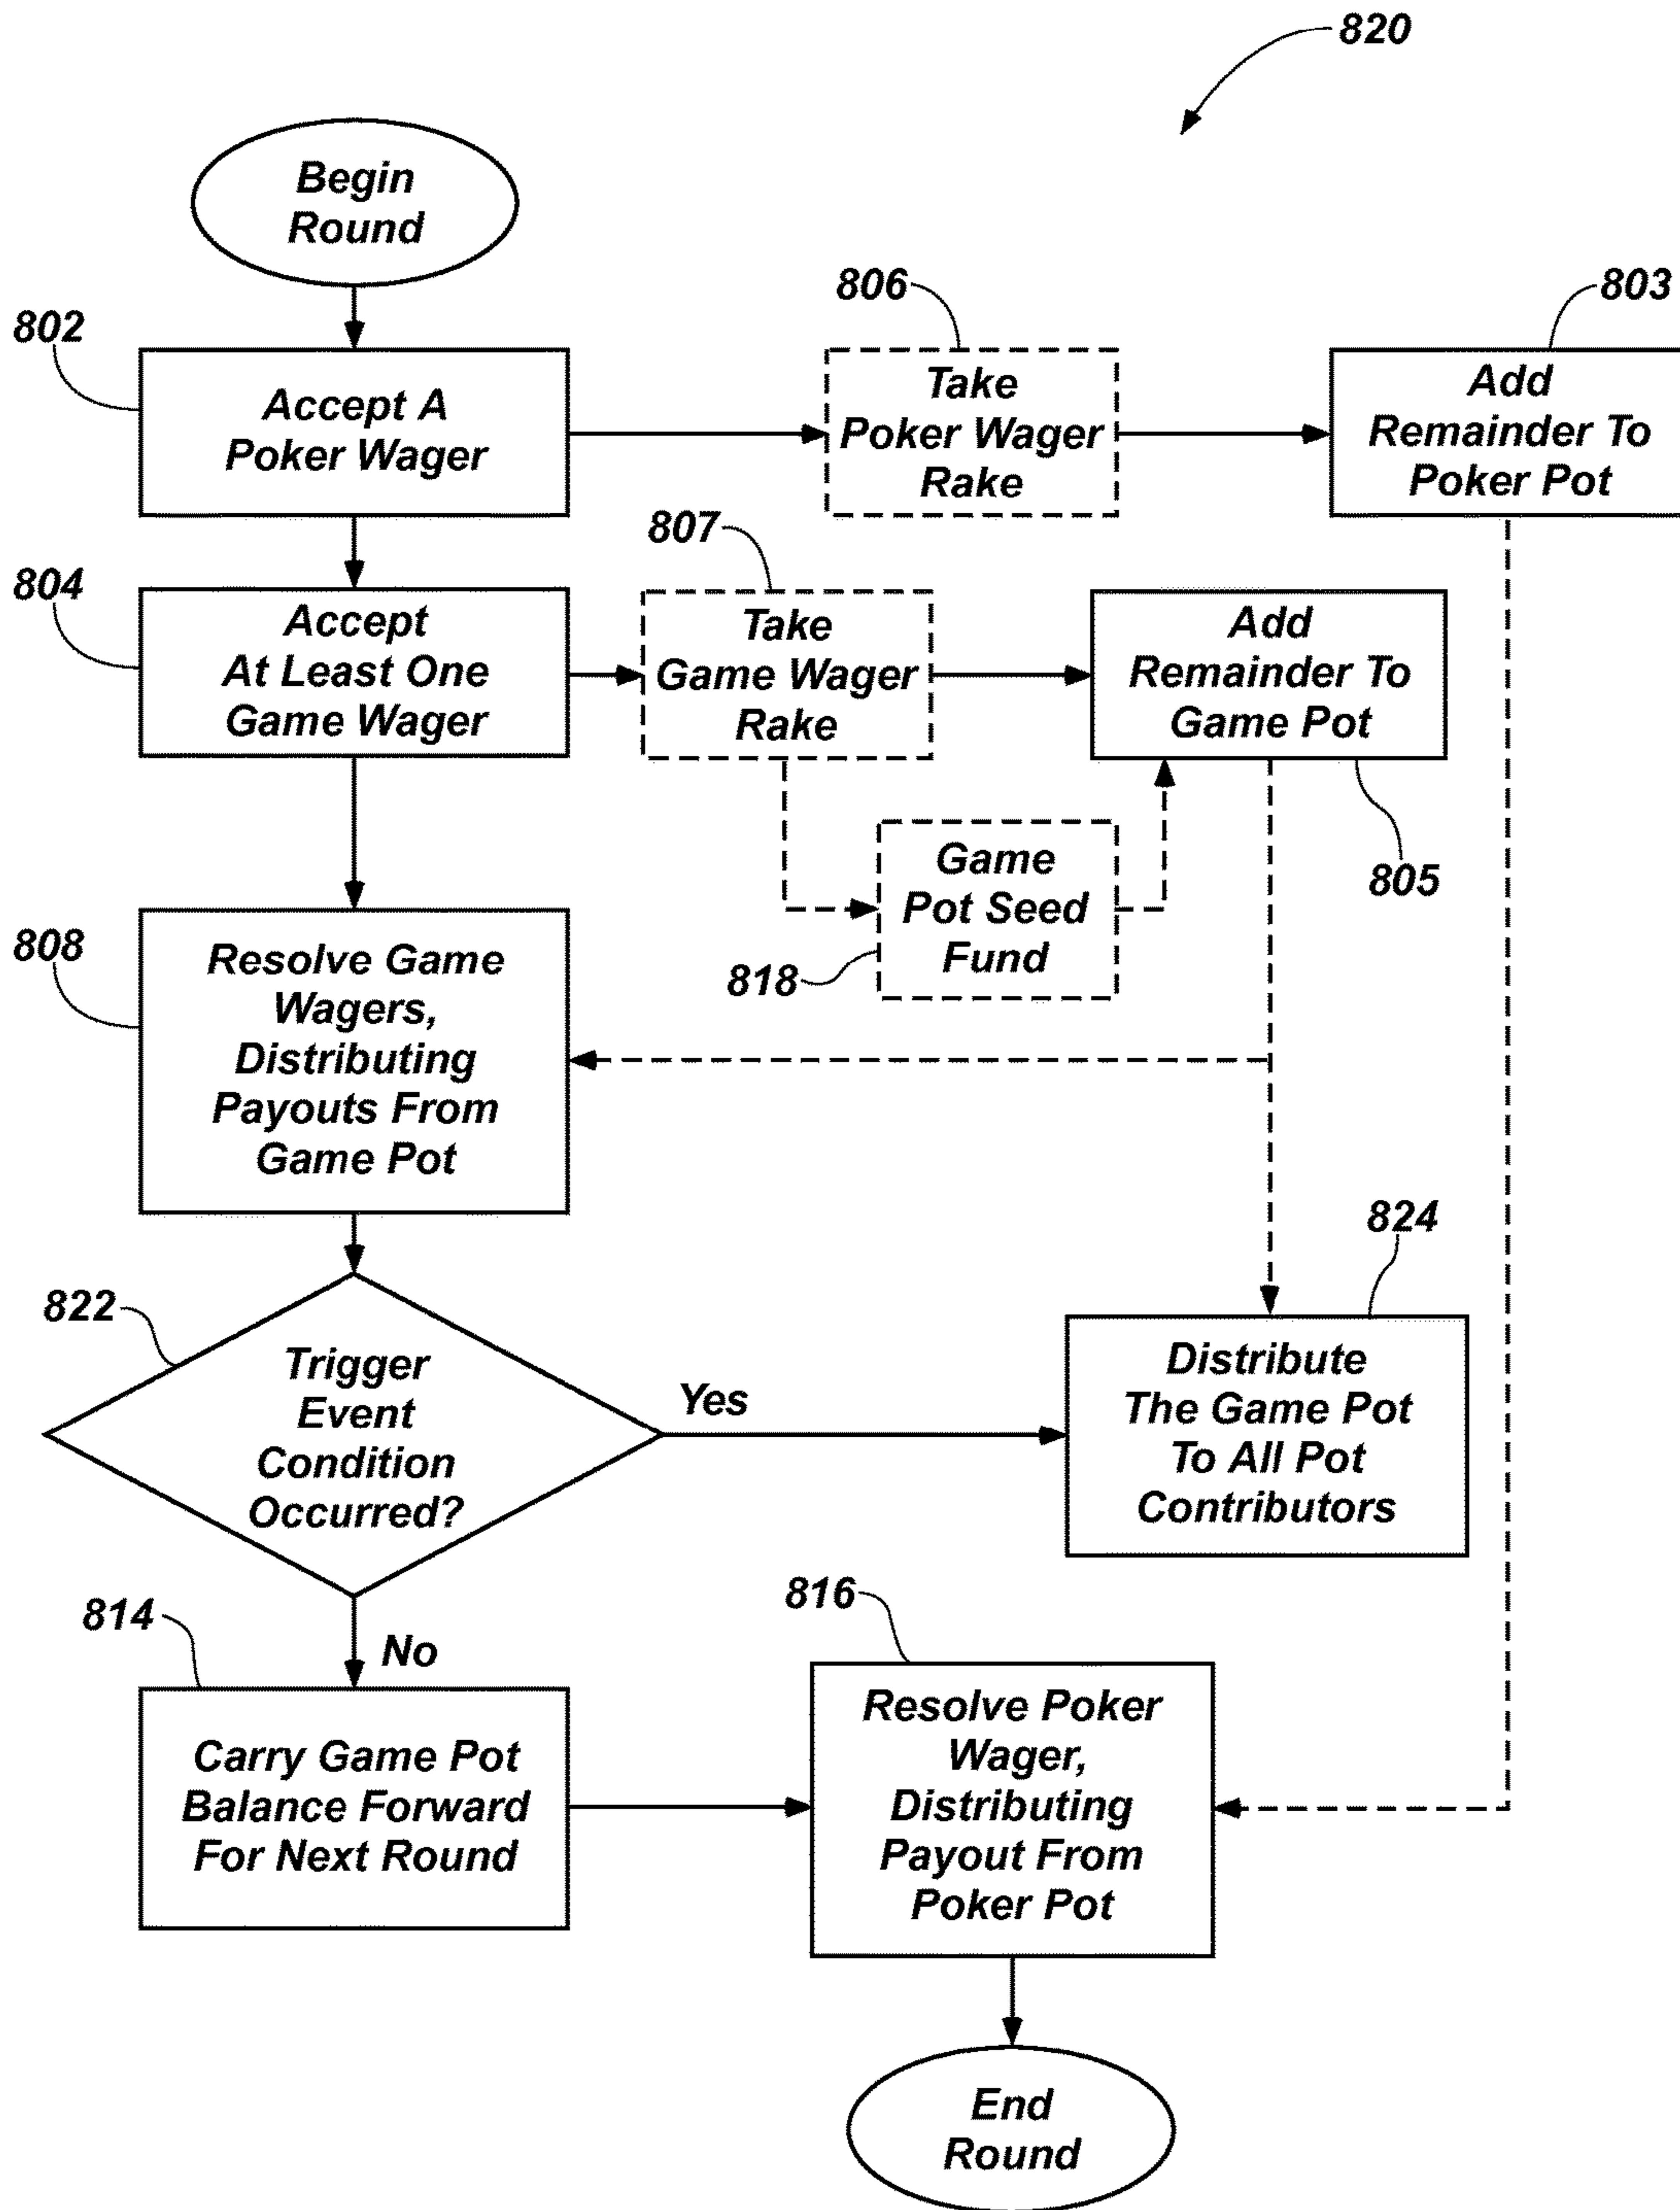 820
Begin
Round
806
803
802
Accept A
Poker Wager
Take
Poker Wager
Rake
Add
Remainder To
Poker Pot
807
804
Accept
At Least One
Game Wager
Take
Game Wager
Rake
Add
Remainder To
Game Pot
805
Game
Pot Seed
Fund
818
808
Resolve Game
Wagers,
Distributing
Payouts From
Game Pot
824
822
Trigger
Event
Condition
Occurred?
Yes
Distribute
The Game Pot
To All Pot
Contributors
816
814
No
Carry Game Pot
Balance Forward
For Next Round
Resolve Poker
Wager,
Distributing
Payout From
Poker Pot
End
Round